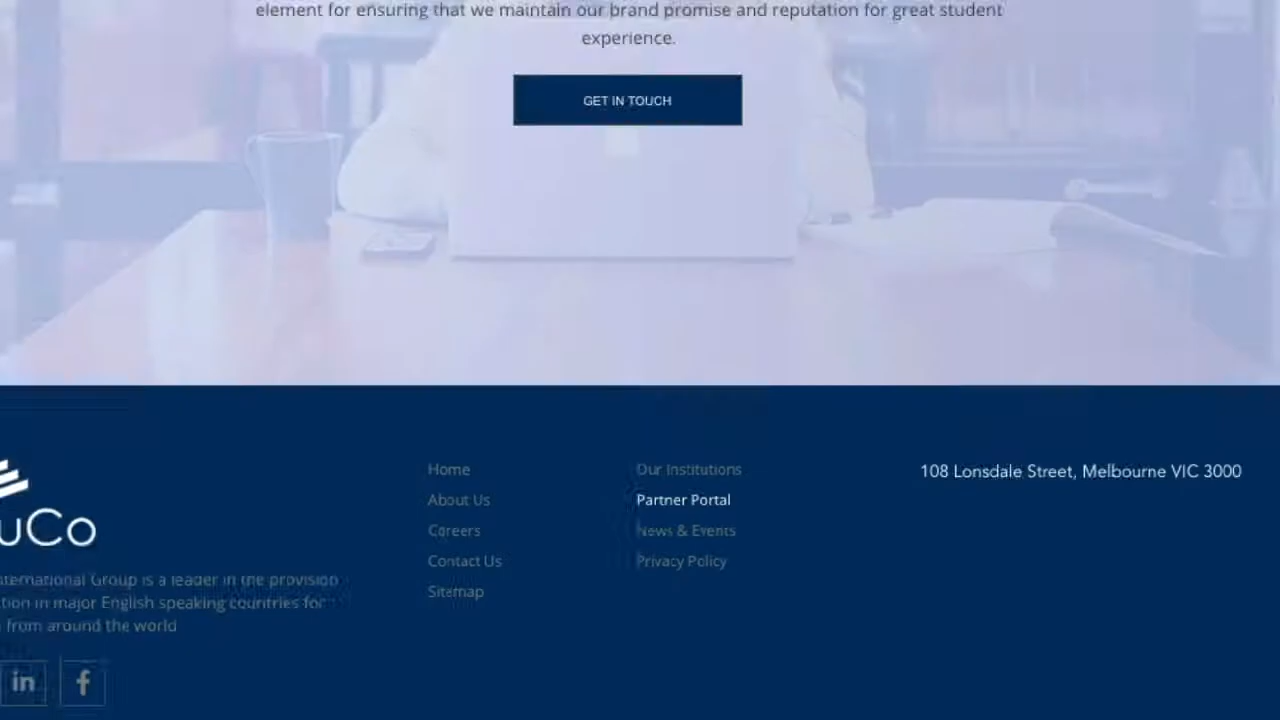 element for ensuring that we maintain our brand promise and reputation for great student
experience.
GET IN TOUCH
Home
About Us
Careers
Contact Us
Sitemap
Our Institutions
Partner Portal
News & Events
Privacy Policy
108 Lonsdale Street, Melbourne VIC 3000
uCo
nternational Group is a leader in the provision
tion in major English speaking countries for
from around the world
in
f